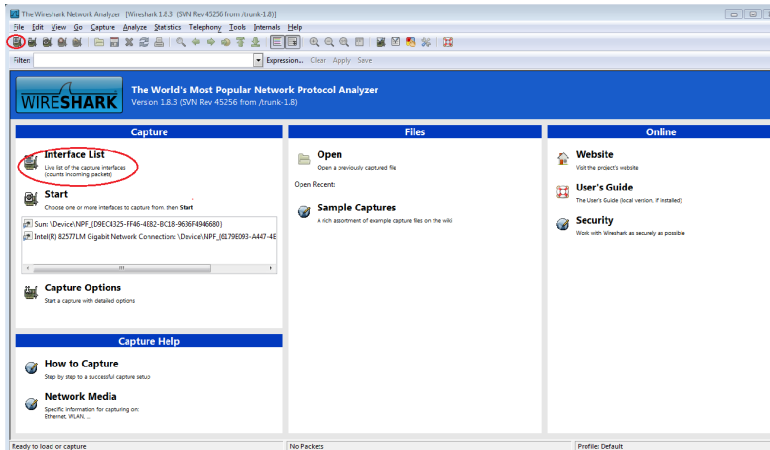 The Wireshark Network Analyzer [Wireshark 1.8.3 (SVN Rev 45256 from /trunk-1.8)]
File Edit View Go Capture Analyze Statistics Telephony Tools Internals Help
Filter: Expression... Clear Apply Save
WIRESHARK
The World's Most Popular Network Protocol Analyzer
Version 1.8.3 (SVN Rev 45256 from /trunk-1.8)
Capture
Interface List
Live list of the capture interfaces
(counts incoming packets)
Start
Choose one or more interfaces to capture from, then Start
Sun: \Device\NPF_{D9EC4325-FF46-4E82-BC18-9636F4946680}
Intel(R) 82577LM Gigabit Network Connection: \Device\NPF_{6179E093-A447-4E
Capture Options
Start a capture with detailed options
Capture Help
How to Capture
Step by step to a successful capture setup
Network Media
Specific information for capturing on:
Ethernet, WLAN, ...
Files
Open
Open a previously captured file
Open Recent:
Sample Captures
A rich assortment of example capture files on the wiki
Online
Website
Visit the project's website
User's Guide
The User's Guide (local version, if installed)
Security
Work with Wireshark as securely as possible
Ready to load or capture
No Packets
Profile: Default